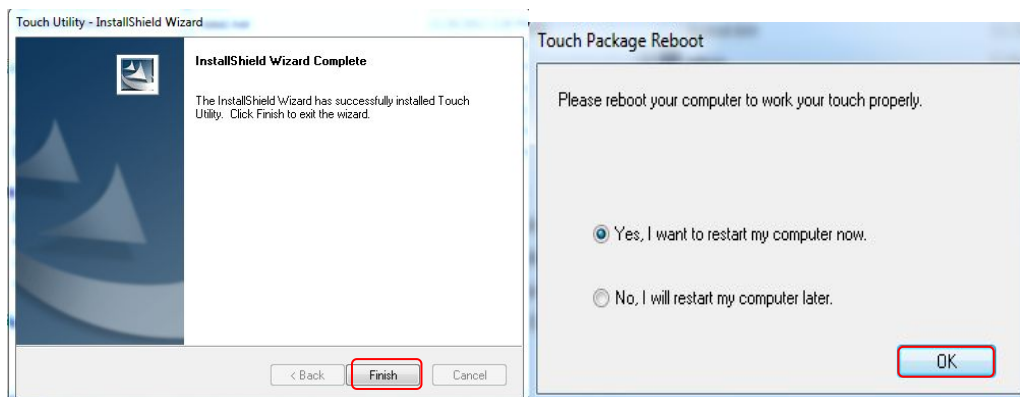 Touch Utility - InstallShield Wizard
InstallShield Wizard Complete
The InstallShield Wizard has successfully installed Touch
Utility. Click Finish to exit the wizard.
< Back
Finish
Cancel
Touch Package Reboot
Please reboot your computer to work your touch properly.
Yes, I want to restart my computer now.
No, I will restart my computer later.
OK